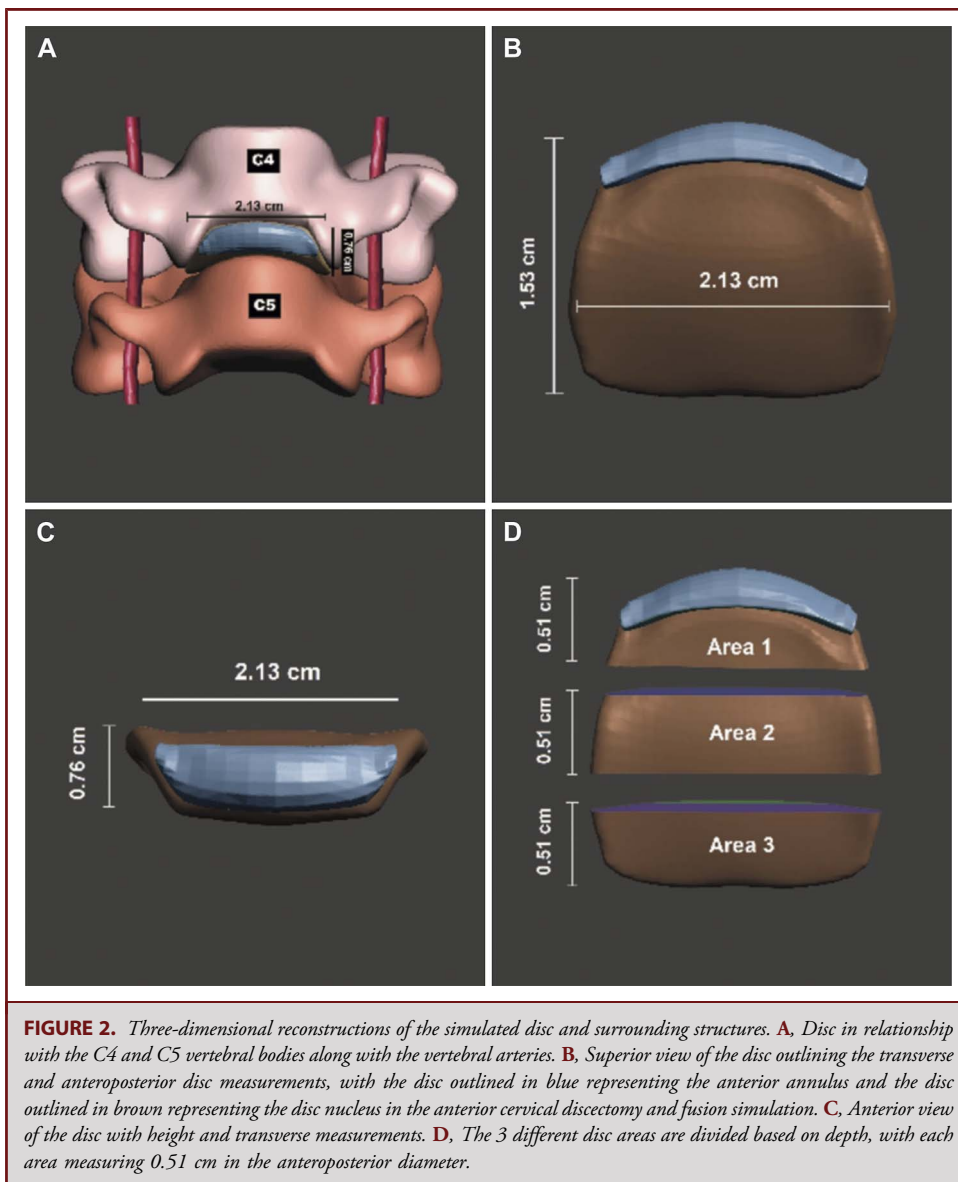 A
C4
2.13 cm
0.76 cm
C5
B
1.53 cm
2.13 cm
C
2.13 cm
0.76 cm
D
0.51 cm
Area 1
0.51 cm
Area 2
0.51 cm
Area 3
FIGURE 2. Three-dimensional reconstructions of the simulated disc and surrounding structures. A, Disc in relationship
with the C4 and C5 vertebral bodies along with the vertebral arteries. B, Superior view of the disc outlining the transverse
and anteroposterior disc measurements, with the disc outlined in blue representing the anterior annulus and the disc
outlined in brown representing the disc nucleus in the anterior cervical discectomy and fusion simulation. C, Anterior view
of the disc with height and transverse measurements. D, The 3 different disc areas are divided based on depth, with each
area measuring 0.51 cm in the anteroposterior diameter.